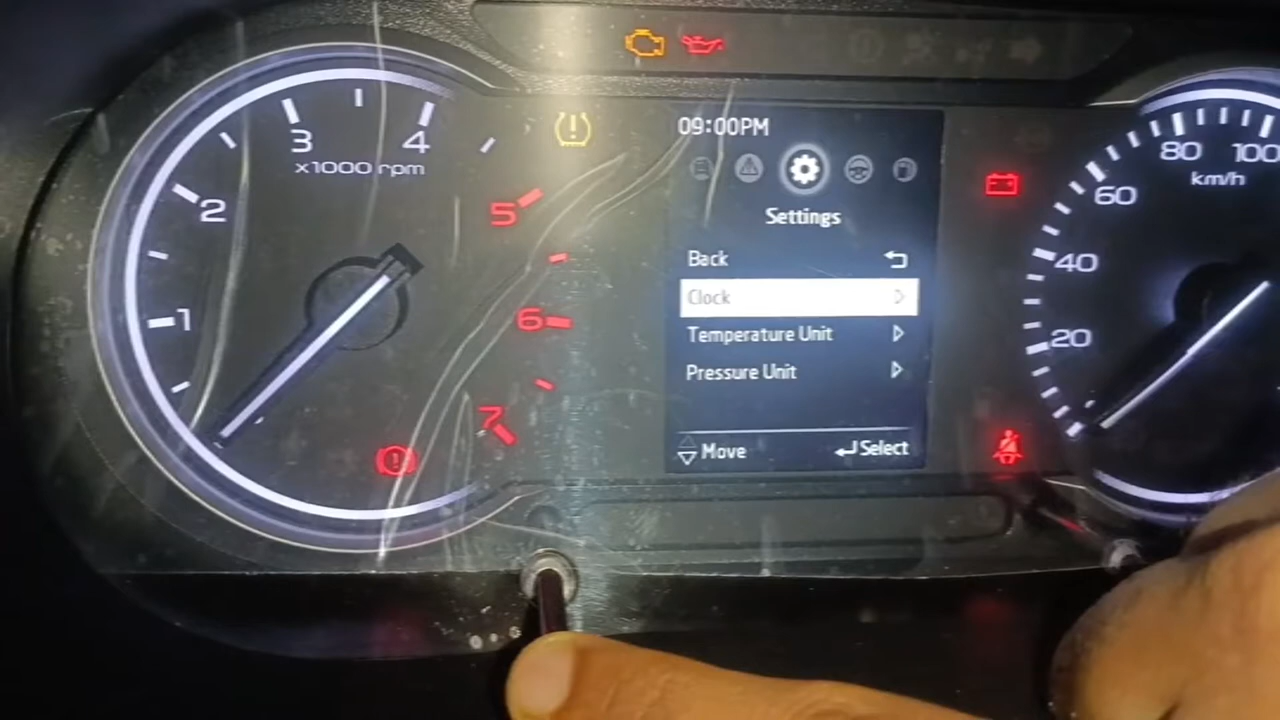 3
4
x1000 rpm
2
1
5
6
7
09:00PM
Settings
Back
Clock
Temperature Unit
Pressure Unit
Move
Select
80
100
km/h
60
40
20